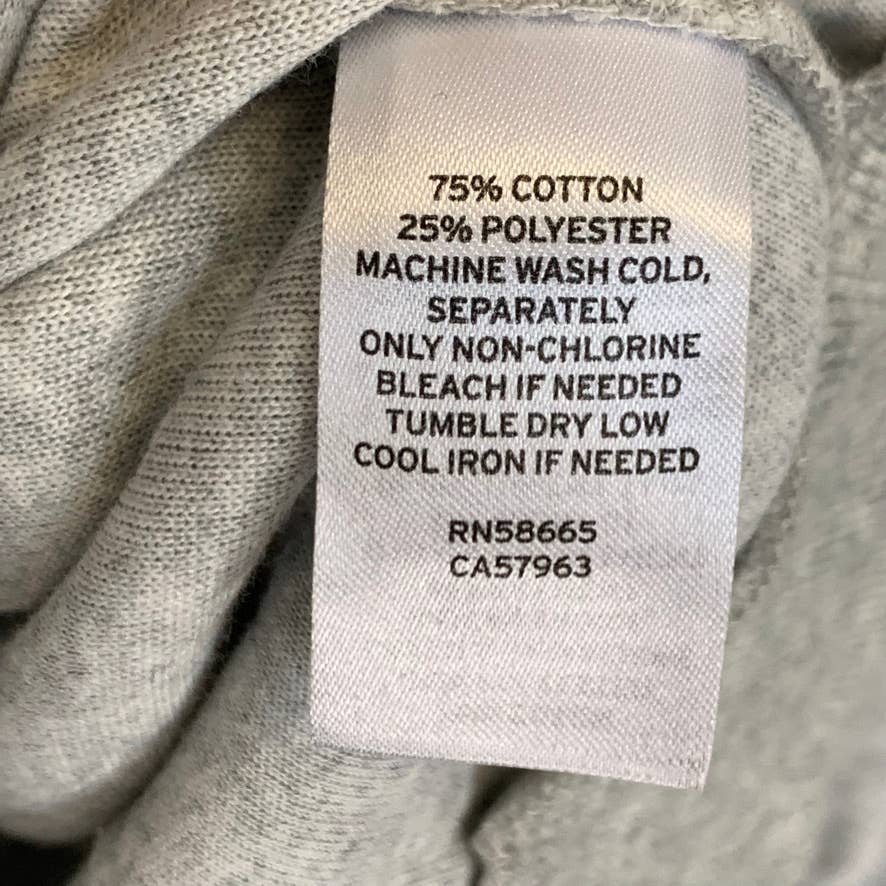 75% COTTON
25% POLYESTER
MACHINE WASH COLD,
SEPARATELY
ONLY NON-CHLORINE
BLEACH IF NEEDED
TUMBLE DRY LOW
COOL IRON IF NEEDED
RN58665
CA57963